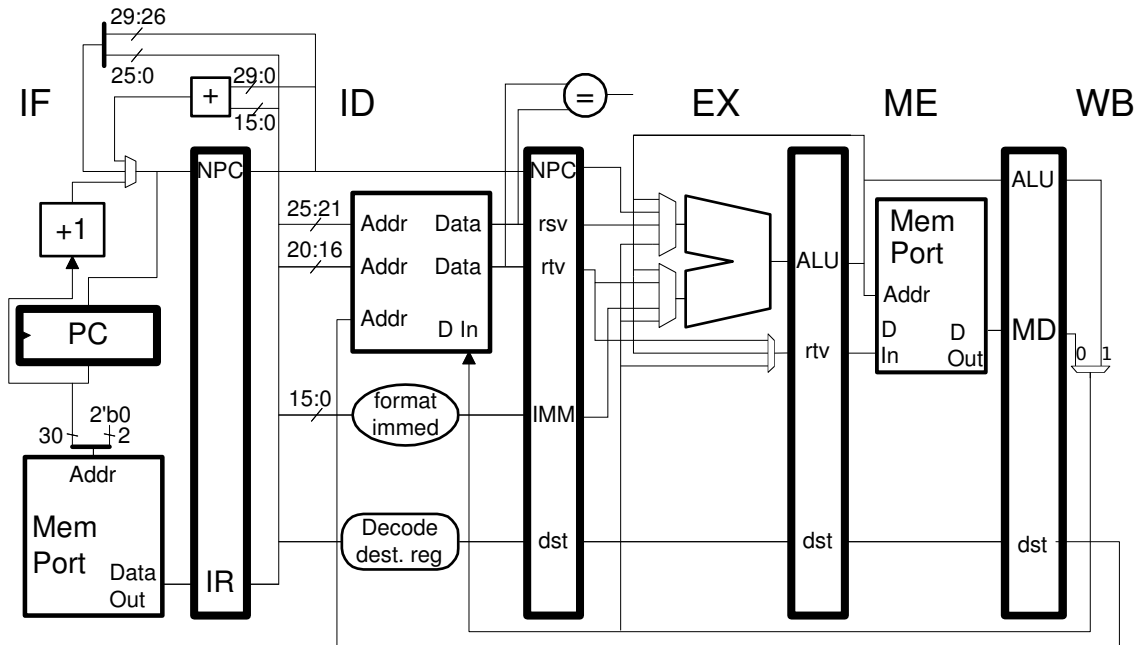 29:26
25:0
29:0
15:0
+
=
IF
ID
EX
ME
WB
NPC
NPC
ALU
+1
25:21
Addr
Data
rsv
20:16
Addr
Data
rtv
Addr
D In
ALU
Mem
Port
Addr
D
In
D
Out
PC
rtv
MD
0 1
2'b0
30
2
15:0
format
immed
IMM
Addr
Mem
Port
Data
Out
IR
Decode
dest. reg
dst
dst
dst